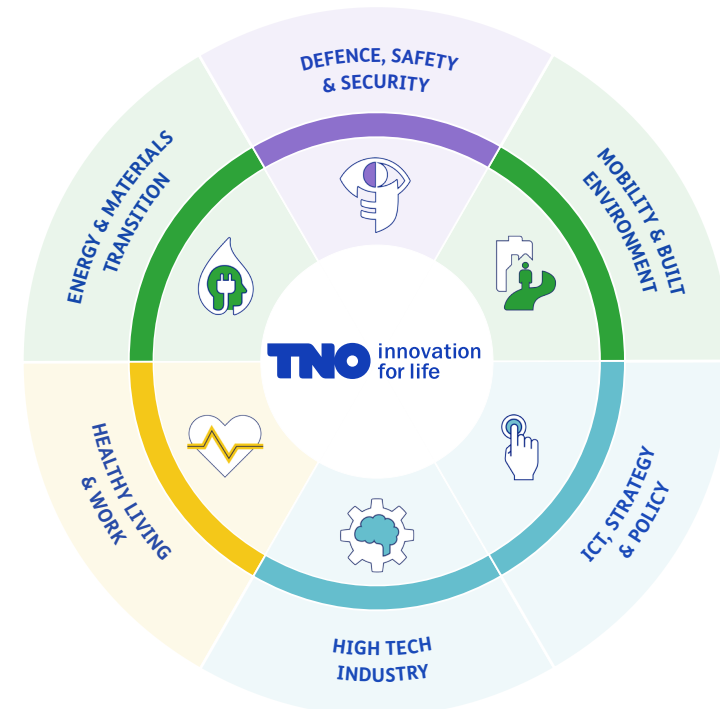 DEFENCE, SAFETY
& SECURITY
MOBILITY & BUILT
ENVIRONMENT
ICT, STRATEGY
& POLICY
HIGH TECH
INDUSTRY
HEALTHY LIVING
& WORK
ENERGY & MATERIALS
TRANSITION
TNO innovation
for life